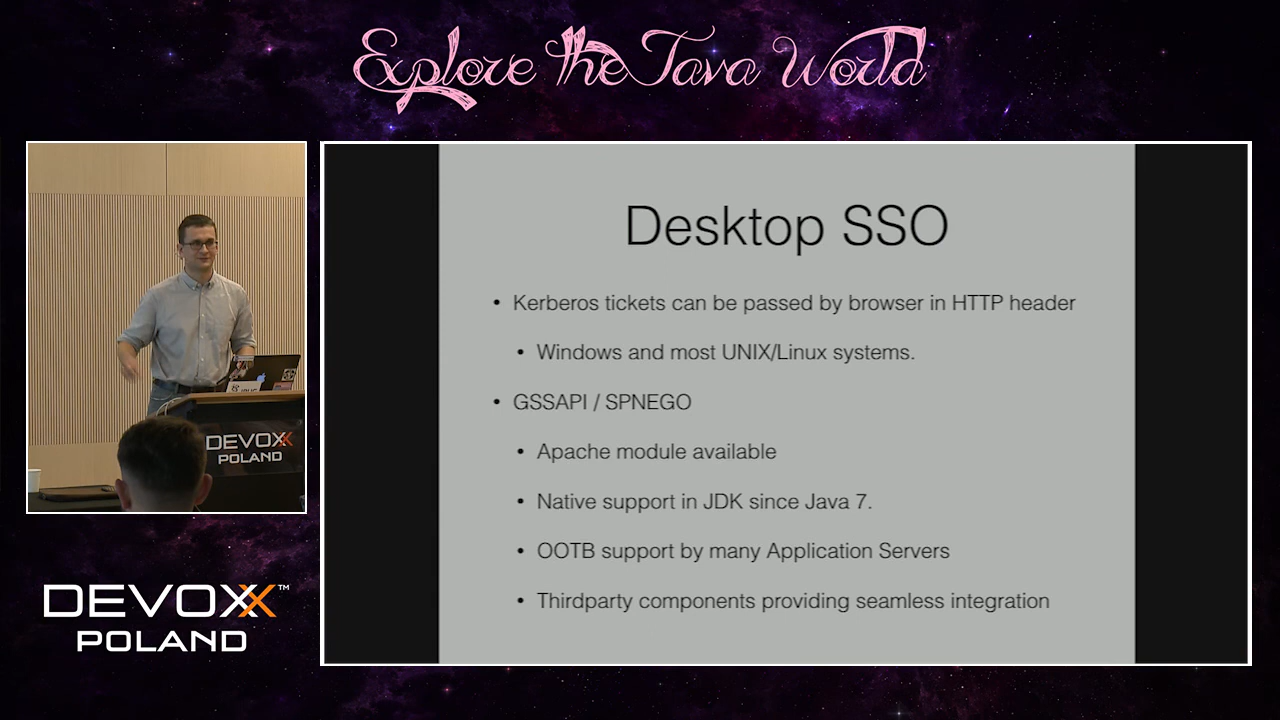 Explore the Java World
Desktop SSO
• Kerberos tickets can be passed by browser in HTTP header
• Windows and most UNIX/Linux systems.
• GSSAPI / SPNEGO
• Apache module available
• Native support in JDK since Java 7.
• OOTB support by many Application Servers
• Thirdparty components providing seamless integration
DEVOXX
POLAND
DEVOXX™
POLAND